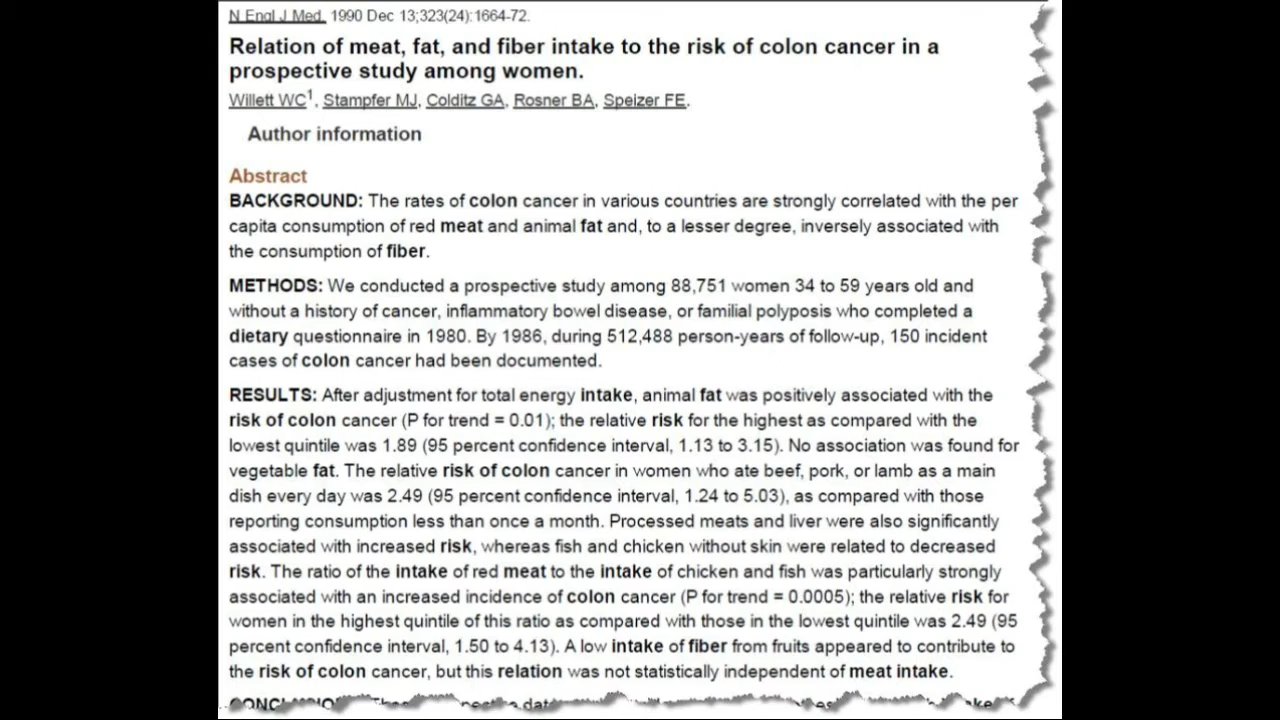 N Engl J Med. 1990 Dec 13;323(24):1664-72.
Relation of meat, fat, and fiber intake to the risk of colon cancer in a
prospective study among women.
Willett WC1, Stampfer MJ, Colditz GA, Rosner BA, Speizer FE.
Author information
Abstract
BACKGROUND: The rates of colon cancer in various countries are strongly correlated with the per
capita consumption of red meat and animal fat and, to a lesser degree, inversely associated with
the consumption of fiber.
METHODS: We conducted a prospective study among 88,751 women 34 to 59 years old and
without a history of cancer, inflammatory bowel disease, or familial polyposis who completed a
dietary questionnaire in 1980. By 1986, during 512,488 person-years of follow-up, 150 incident
cases of colon cancer had been documented.
RESULTS: After adjustment for total energy intake, animal fat was positively associated with the
risk of colon cancer (P for trend = 0.01); the relative risk for the highest as compared with the
lowest quintile was 1.89 (95 percent confidence interval, 1.13 to 3.15). No association was found for
vegetable fat. The relative risk of colon cancer in women who ate beef, pork, or lamb as a main
dish every day was 2.49 (95 percent confidence interval, 1.24 to 5.03), as compared with those
reporting consumption less than once a month. Processed meats and liver were also significantly
associated with increased risk, whereas fish and chicken without skin were related to decreased
risk. The ratio of the intake of red meat to the intake of chicken and fish was particularly strongly
associated with an increased incidence of colon cancer (P for trend = 0.0005); the relative risk for
women in the highest quintile of this ratio as compared with those in the lowest quintile was 2.49 (95
percent confidence interval, 1.50 to 4.13). A low intake of fiber from fruits appeared to contribute to
the risk of colon cancer, but this relation was not statistically independent of meat intake.